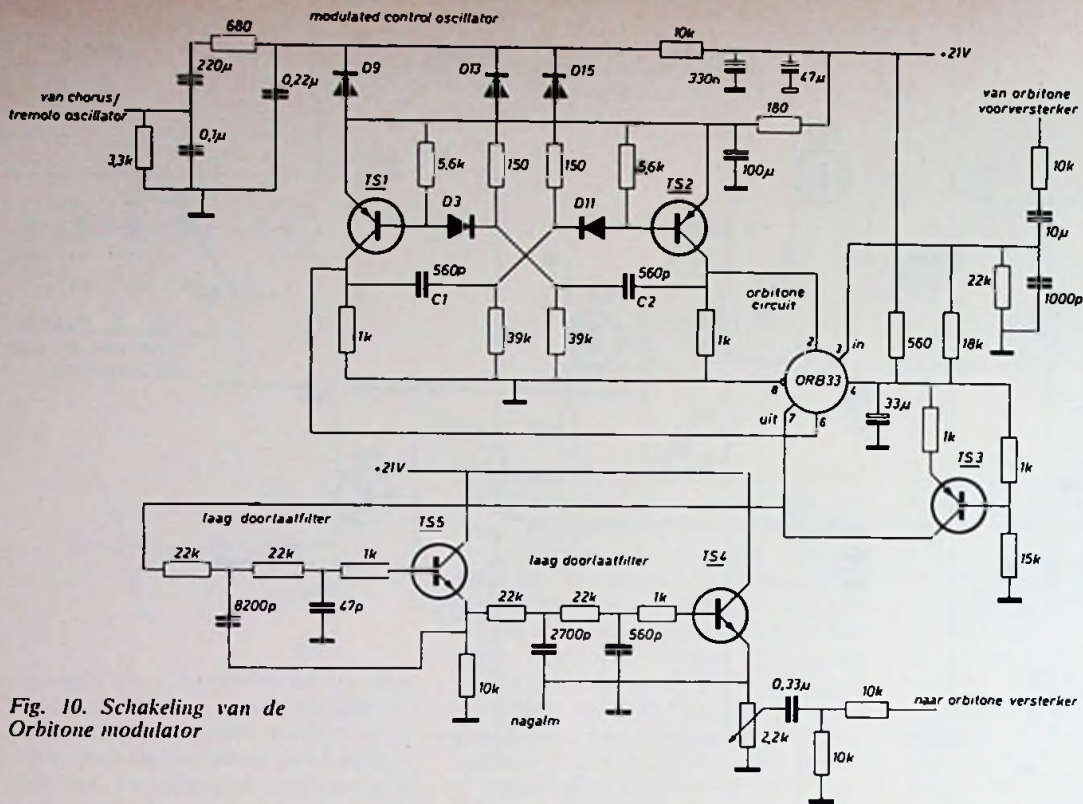 modulated control oscillator
680
10k
+21V
220µ
0,22µ
D9
D13
D15
330n
47µ
van chorus/
tremolo oscillator
van orbitone
voorversterker
180
3,3k
0,1µ
5,6k
150
150
5,6k
100µ
10k
TS1
TS2
D3
D11
10µ
560p
C1
560p
C2
orbitone
circuit
22k
1000p
1k
39k
39k
1k
2
3
in
560
18k
8
ORB33
4
uit
7
6
33µ
1k
TS3
1k
+21V
laag doorlaatfilter
TS5
laag doorlaatfilter
TS4
15k
22k
22k
1k
8200p
47p
22k
22k
1k
2700p
560p
10k
nagalm
0,33µ
10k
naar orbitone versterker
2,2k
10k
Fig. 10. Schakeling van de
Orbitone modulator